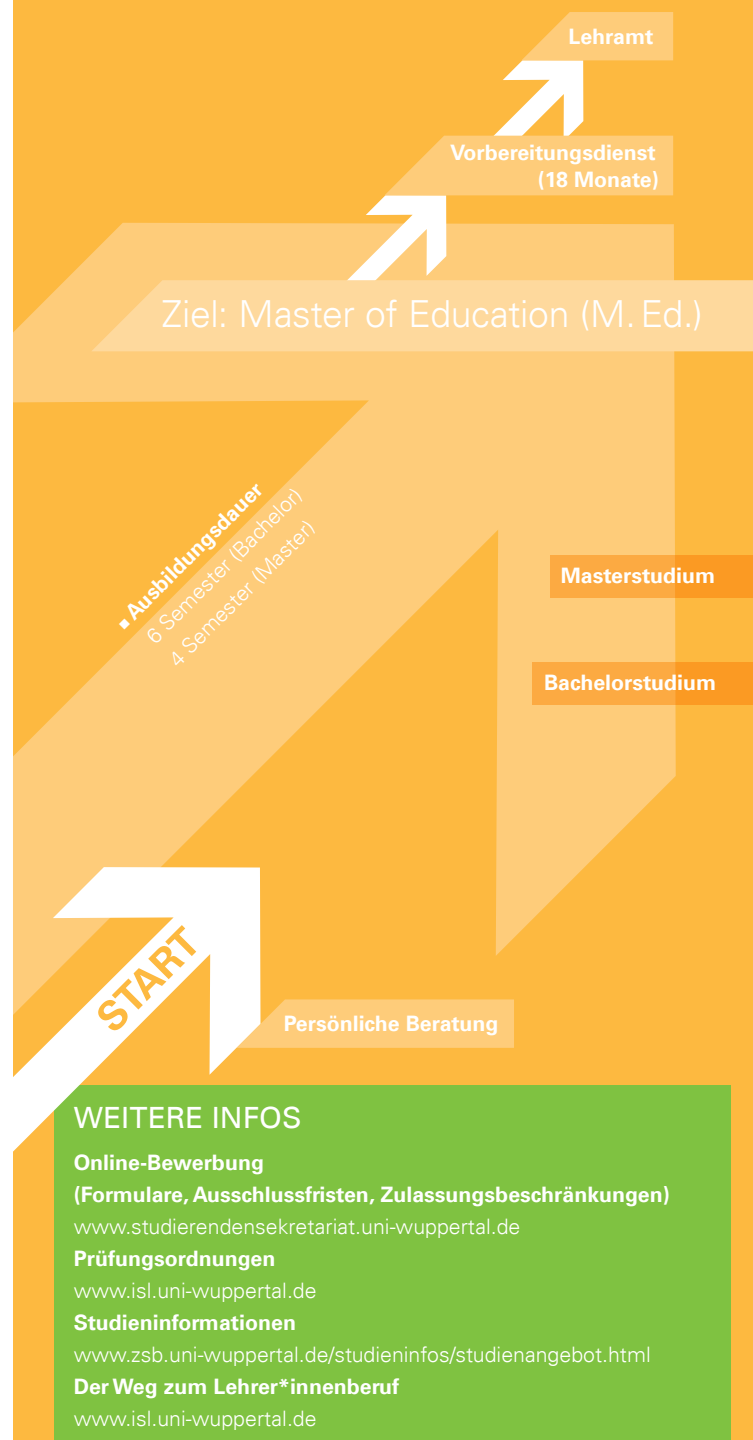 Lehramt
Vorbereitungsdienst
(18 Monate)
Ziel: Master of Education (M. Ed.)
▪ Ausbildungsdauer
6 Semester (Bachelor)
4 Semester (Master)
Masterstudium
Bachelorstudium
START
Persönliche Beratung
WEITERE INFOS
Online-Bewerbung
(Formulare, Ausschlussfristen, Zulassungsbeschränkungen)
www.studierendensekretariat.uni-wuppertal.de
Prüfungsordnungen
www.isl.uni-wuppertal.de
Studieninformationen
www.zsb.uni-wuppertal.de/studieninfos/studienangebot.html
Der Weg zum Lehrer*innenberuf
www.isl.uni-wuppertal.de